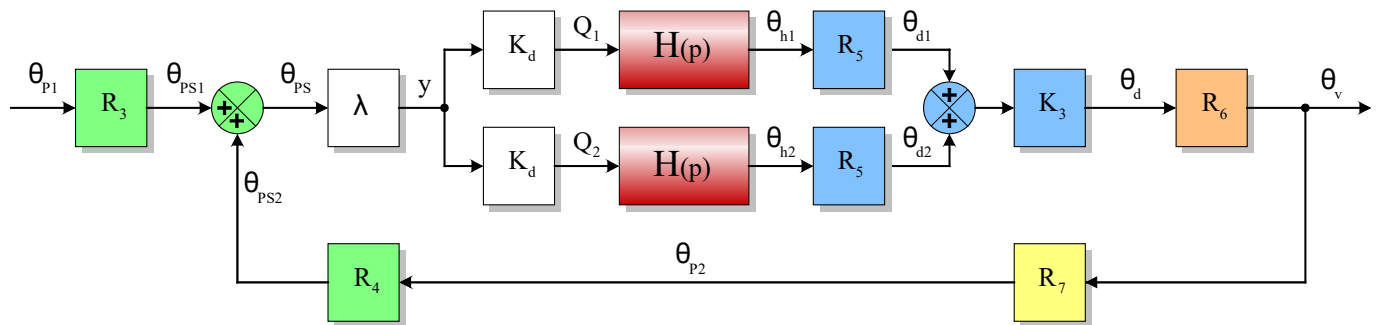 θP1
R3
θPS1
+
+
θPS
λ
y
Kd
Q1
H(p)
θh1
R5
θd1
Kd
Q2
H(p)
θh2
R5
θd2
+
+
K3
θd
R6
θv
θPS2
R4
θP2
R7